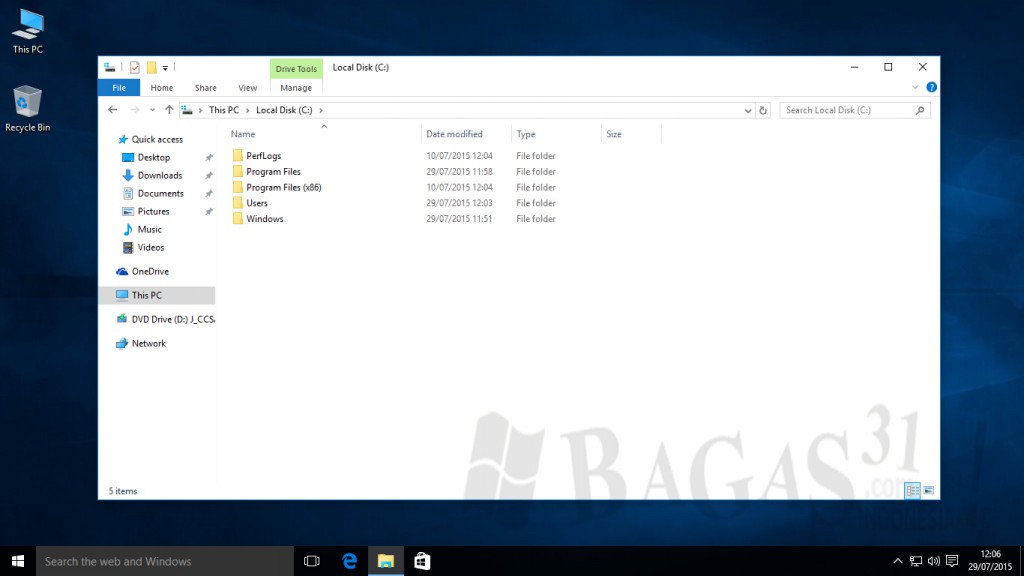 This PC
Recycle Bin
Drive Tools
Local Disk (C:)
File
Home
Share
View
Manage
This PC > Local Disk (C:) >
Search Local Disk (C:)
Quick access
Desktop
Downloads
Documents
Pictures
Music
Videos
OneDrive
This PC
DVD Drive (D:) J_CCSA
Network
Name Date modified Type Size
PerfLogs 10/07/2015 12:04 File folder
Program Files 29/07/2015 11:58 File folder
Program Files (x86) 10/07/2015 12:04 File folder
Users 29/07/2015 12:03 File folder
Windows 29/07/2015 11:51 File folder
5 items
BAGAS31
.com
Search the web and Windows
12:06
29/07/2015